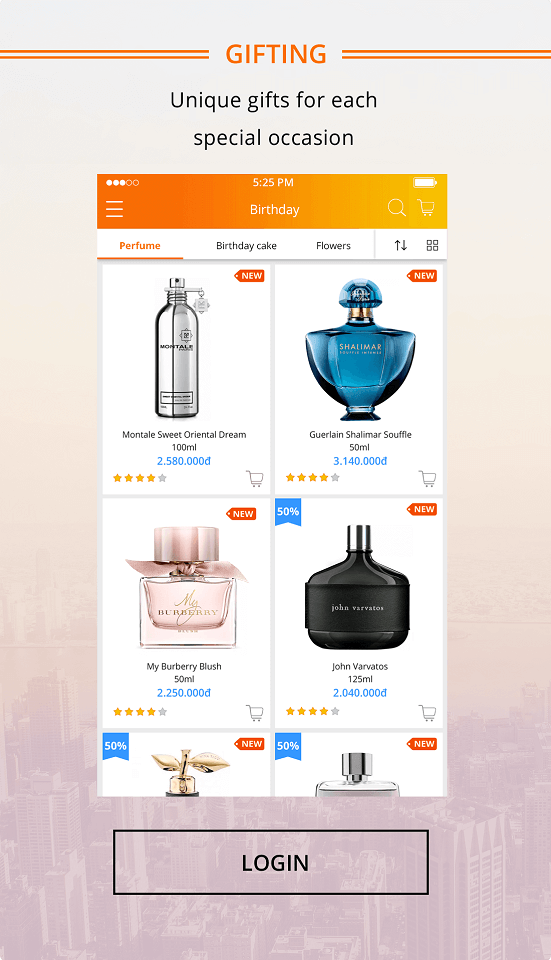 GIFTING
Unique gifts for each
special occasion
5:25 PM
Birthday
Perfume
Birthday cake
Flowers
NEW
NEW
MONTALE
SHALIMAR
SOUFFLE INTENSE
Montale Sweet Oriental Dream
100ml
2.580.000đ
Guerlain Shalimar Souffle
50ml
3.140.000đ
NEW
50%
NEW
My
BURBERRY
BLUSH
john varvatos
My Burberry Blush
50ml
2.250.000đ
John Varvatos
125ml
2.040.000đ
50%
NEW
50%
NEW
LOGIN